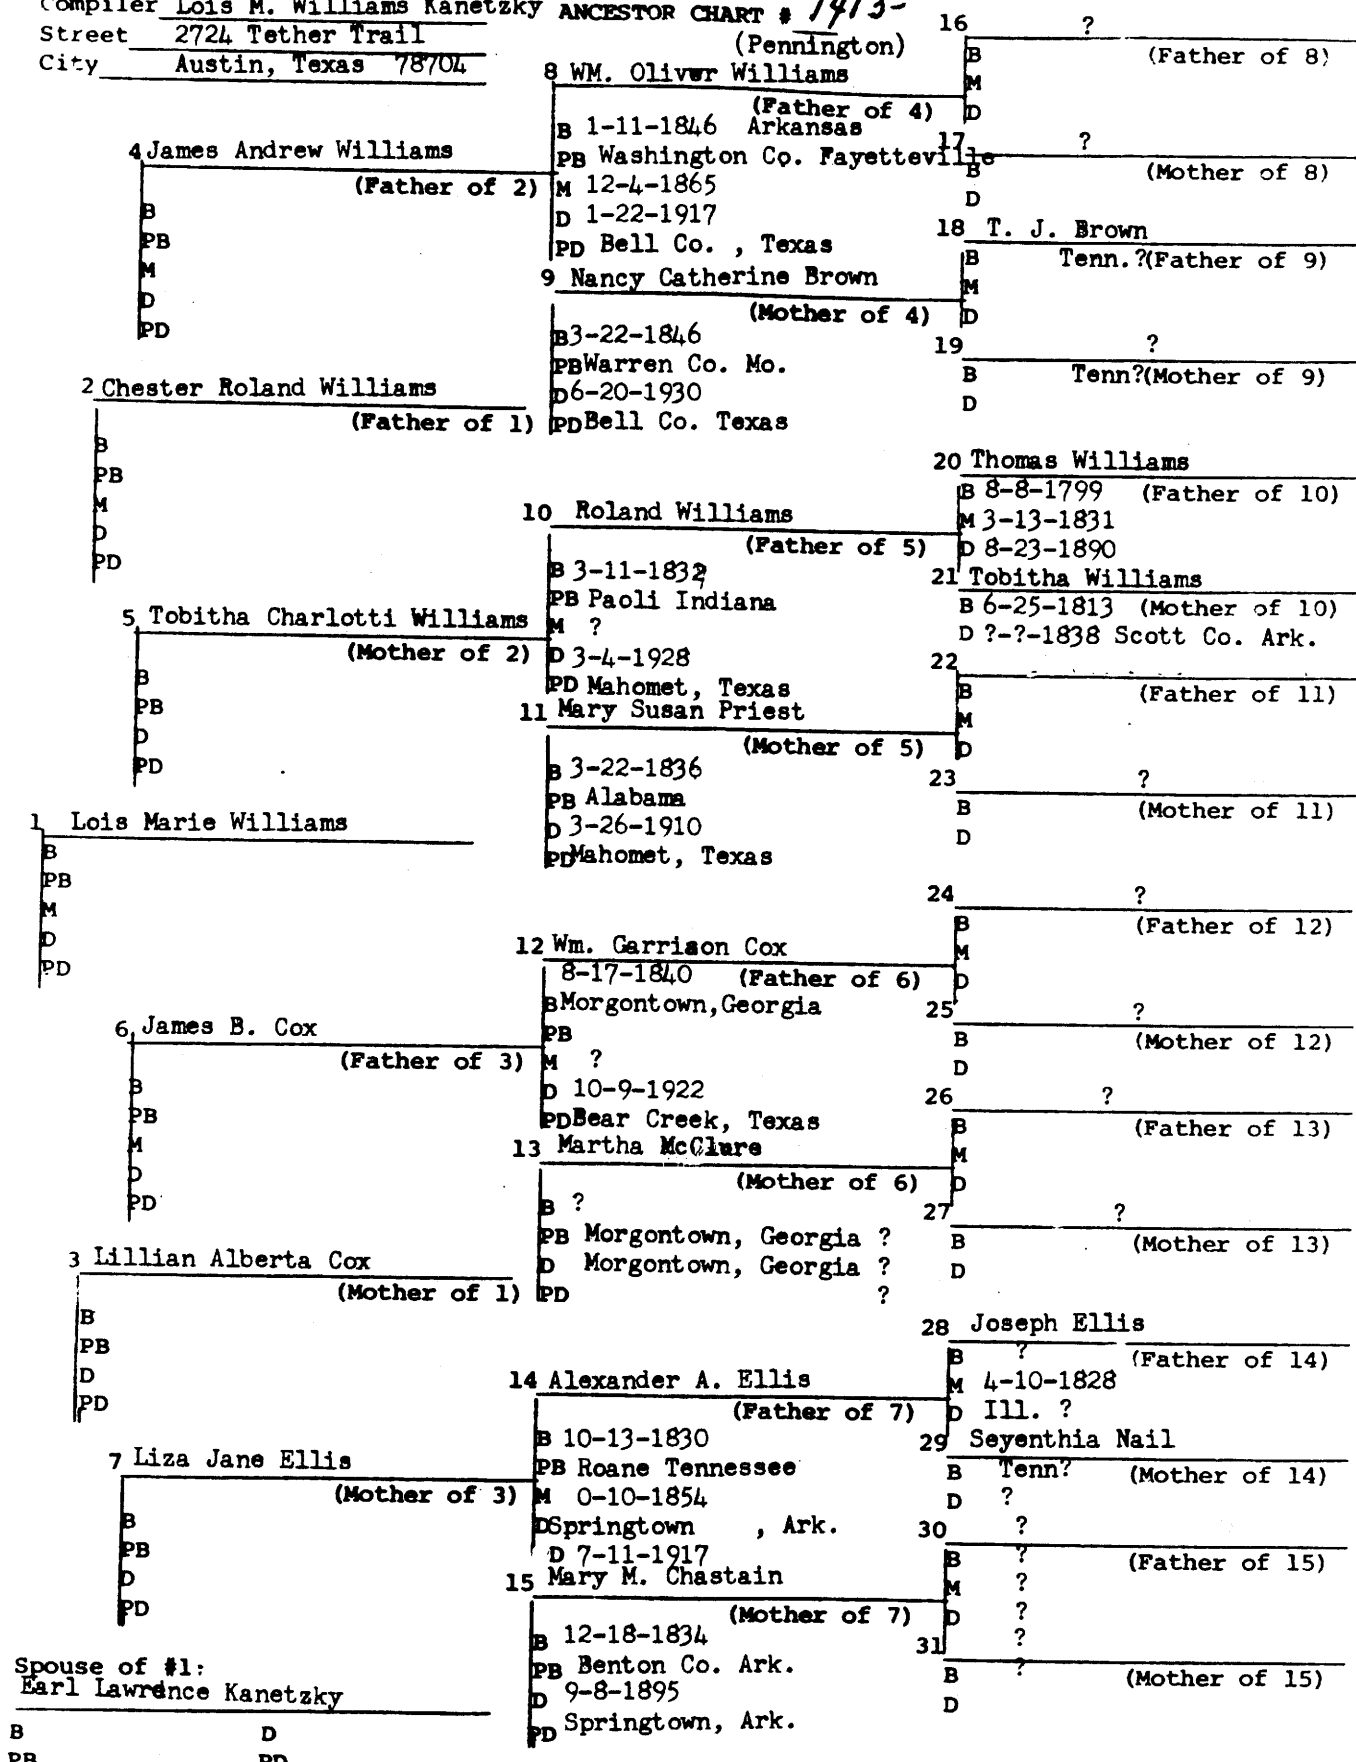 Compiler Lois M. Williams Kanetzky ANCESTOR CHART # 1413-
Street 2724 Tether Trail
City Austin, Texas 78704
1 Lois Marie Williams
B
PB
M
D
PD
2 Chester Roland Williams
(Father of 1)
B
PB
M
D
PD
3 Lillian Alberta Cox
(Mother of 1)
B
PB
D
PD
4 James Andrew Williams
(Father of 2)
B
PB
M
D
PD
5 Tobitha Charlotti Williams
(Mother of 2)
B
PB
D
PD
6 James B. Cox
(Father of 3)
B
PB
M
D
PD
7 Liza Jane Ellis
(Mother of 3)
B
PB
D
PD
Spouse of #1:
Earl Lawrence Kanetzky
B D
PB PD
(Pennington)
8 WM. Oliver Williams
(Father of 4)
B 1-11-1846 Arkansas
PB Washington Co. Fayetteville
M 12-4-1865
D 1-22-1917
PD Bell Co. , Texas
9 Nancy Catherine Brown
(Mother of 4)
B 3-22-1846
PB Warren Co. Mo.
D 6-20-1930
PD Bell Co. Texas
10 Roland Williams
(Father of 5)
B 3-11-1832
PB Paoli Indiana
M ?
D 3-4-1928
PD Mahomet, Texas
11 Mary Susan Priest
(Mother of 5)
B 3-22-1836
PB Alabama
D 3-26-1910
PD Mahomet, Texas
12 Wm. Garrison Cox
8-17-1840 (Father of 6)
B Morgontown,Georgia
PB
M ?
D 10-9-1922
PD Bear Creek, Texas
13 Martha McClure
(Mother of 6)
B ?
PB Morgontown, Georgia ?
D Morgontown, Georgia ?
PD ?
14 Alexander A. Ellis
(Father of 7)
B 10-13-1830
PB Roane Tennessee
M 0-10-1854
D Springtown , Ark.
D 7-11-1917
15 Mary M. Chastain
(Mother of 7)
B 12-18-1834
PB Benton Co. Ark.
D 9-8-1895
PD Springtown, Ark.
16 ?
B (Father of 8)
M
D
17 ?
B (Mother of 8)
D
18 T. J. Brown
B Tenn.?(Father of 9)
M
D
19 ?
B Tenn?(Mother of 9)
D
20 Thomas Williams
B 8-8-1799 (Father of 10)
M 3-13-1831
D 8-23-1890
21 Tobitha Williams
B 6-25-1813 (Mother of 10)
D ?-?-1838 Scott Co. Ark.
22
B (Father of 11)
M
D
23 ?
B (Mother of 11)
D
24 ?
B (Father of 12)
M
D
25 ?
B (Mother of 12)
D
26 ?
B (Father of 13)
M
D
27 ?
B (Mother of 13)
D
28 Joseph Ellis
B ? (Father of 14)
M 4-10-1828
D Ill. ?
29 Seyenthia Nail
B Tenn? (Mother of 14)
D ?
30 ?
B ? (Father of 15)
M ?
D ?
31 ?
B ? (Mother of 15)
D